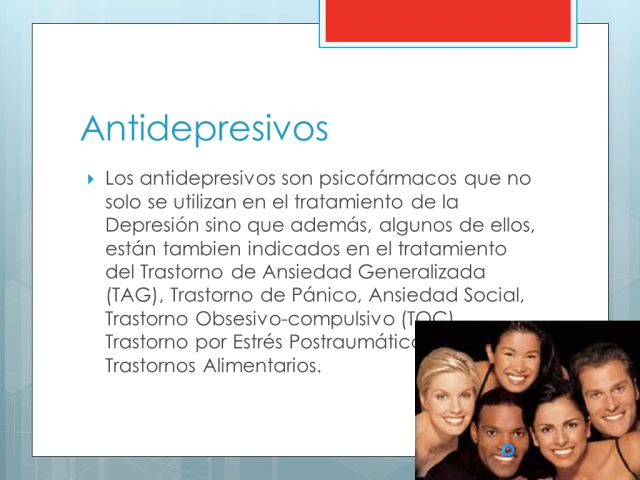 Antidepresivos
Los antidepresivos son psicofármacos que no
solo se utilizan en el tratamiento de la
Depresión sino que además, algunos de ellos,
están tambien indicados en el tratamiento
del Trastorno de Ansiedad Generalizada
(TAG), Trastorno de Pánico, Ansiedad Social,
Trastorno Obsesivo-compulsivo (TOC)
Trastorno por Estrés Postraumático
Trastornos Alimentarios.